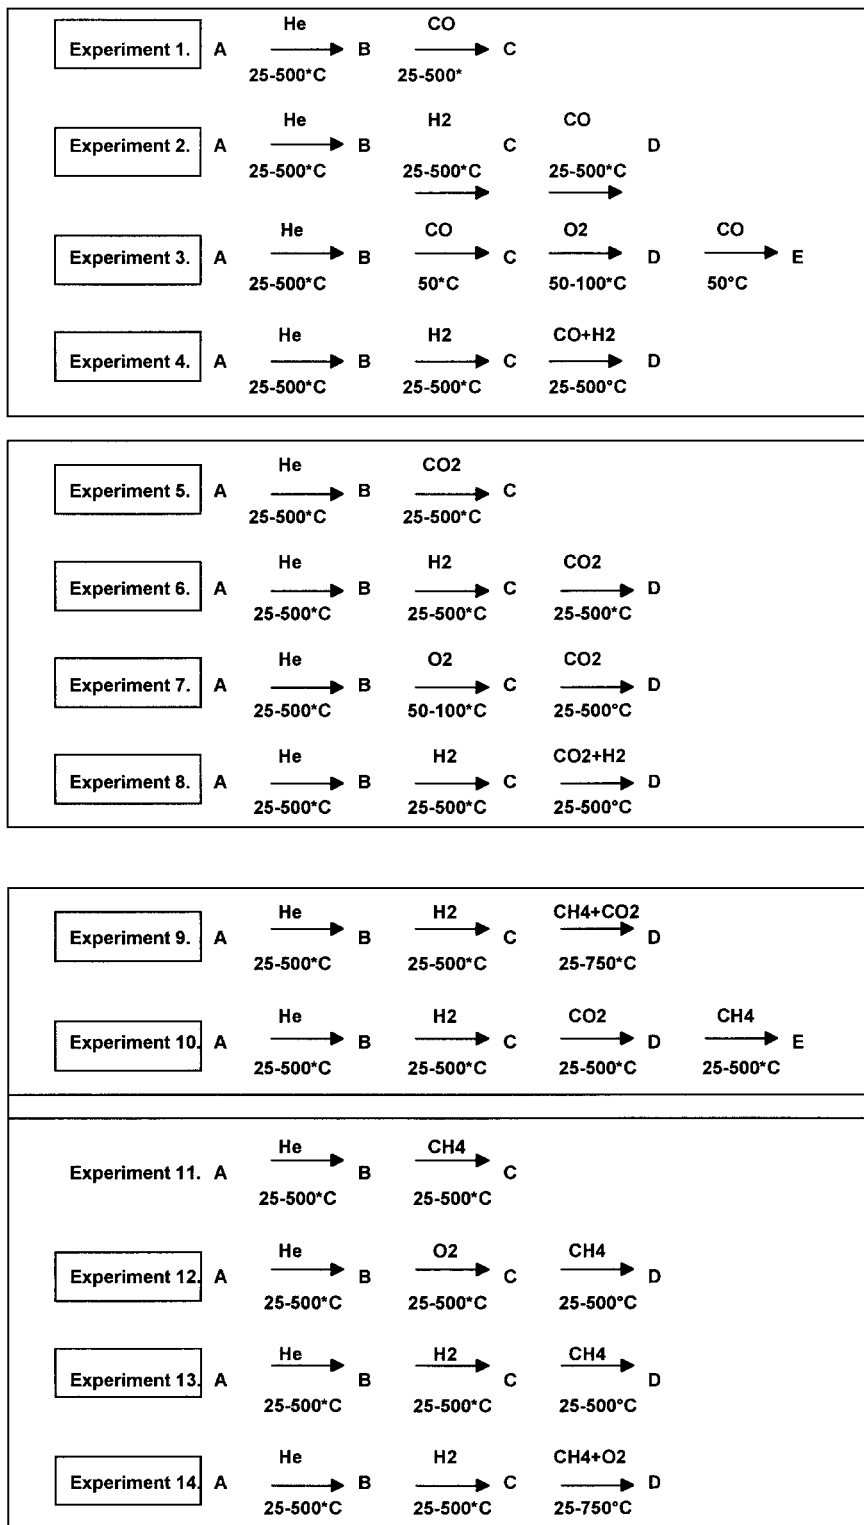 He CO
Experiment 1. A B C
25-500*C 25-500*
He H2 CO
Experiment 2. A B C D
25-500*C 25-500*C 25-500*C
He CO O2 CO
Experiment 3. A B C D E
25-500*C 50*C 50-100*C 50°C
He H2 CO+H2
Experiment 4. A B C D
25-500*C 25-500*C 25-500°C
He CO2
Experiment 5. A B C
25-500*C 25-500*C
He H2 CO2
Experiment 6. A B C D
25-500*C 25-500*C 25-500*C
He O2 CO2
Experiment 7. A B C D
25-500*C 50-100*C 25-500°C
He H2 CO2+H2
Experiment 8. A B C D
25-500*C 25-500*C 25-500°C
He H2 CH4+CO2
Experiment 9. A B C D
25-500*C 25-500*C 25-750*C
He H2 CO2 CH4
Experiment 10. A B C D E
25-500*C 25-500*C 25-500*C 25-500*C
He CH4
Experiment 11. A B C
25-500*C 25-500*C
He O2 CH4
Experiment 12. A B C D
25-500*C 25-500*C 25-500°C
He H2 CH4
Experiment 13. A B C D
25-500*C 25-500*C 25-500°C
He H2 CH4+O2
Experiment 14. A B C D
25-500*C 25-500*C 25-750°C